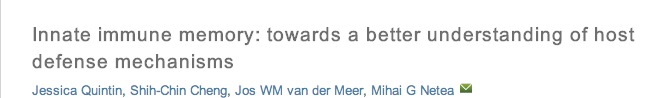 Innate immune memory: towards a better understanding of host
defense mechanisms
Jessica Quintin, Shih-Chin Cheng, Jos WM van der Meer, Mihai G Netea